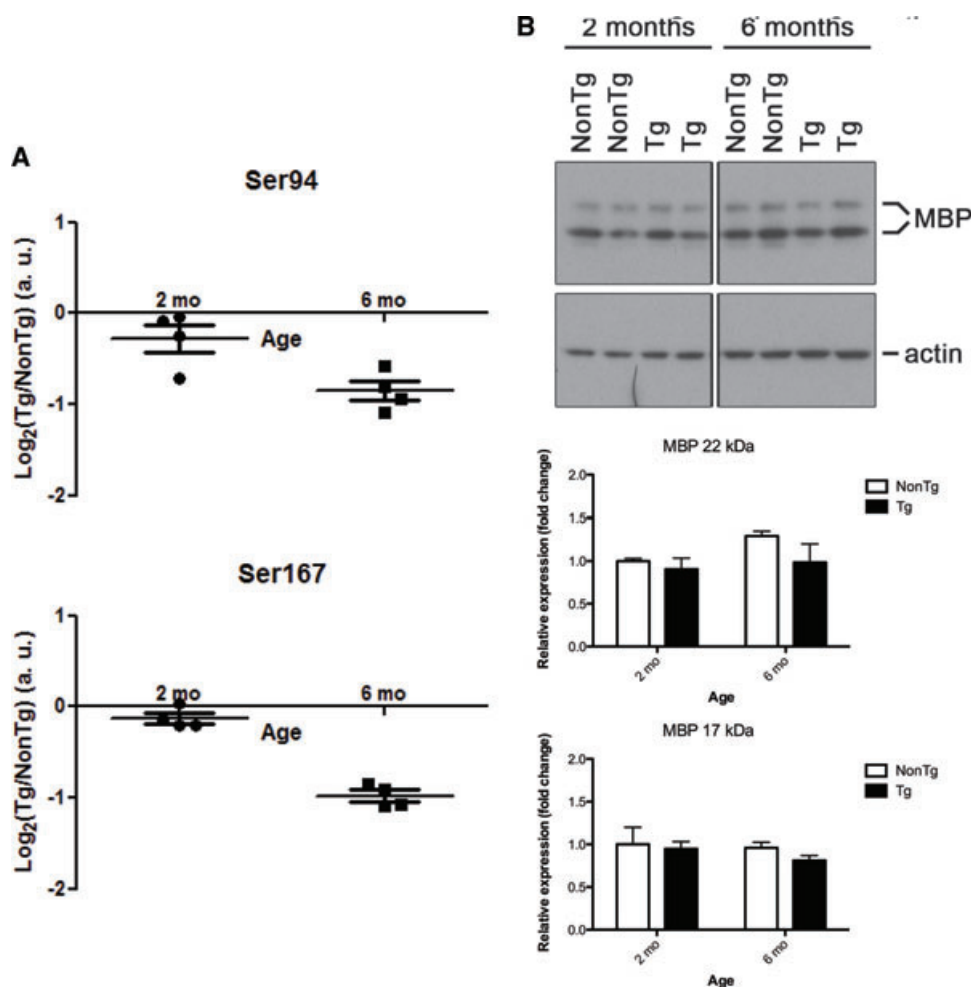 A
Ser94
1
0
-1
-2
2 mo
6 mo
Age
Log₂(Tg/NonTg) (a. u.)
Ser167
1
0
-1
-2
2 mo
6 mo
Age
Log₂(Tg/NonTg) (a. u.)
B
2 months
6 months
NonTg
NonTg
Tg
Tg
NonTg
NonTg
Tg
Tg
MBP
actin
MBP 22 kDa
2.0
1.5
1.0
0.5
0.0
Relative expression (fold change)
2 mo
6 mo
Age
NonTg
Tg
MBP 17 kDa
2.0
1.5
1.0
0.5
0.0
Relative expression (fold change)
2 mo
6 mo
Age
NonTg
Tg